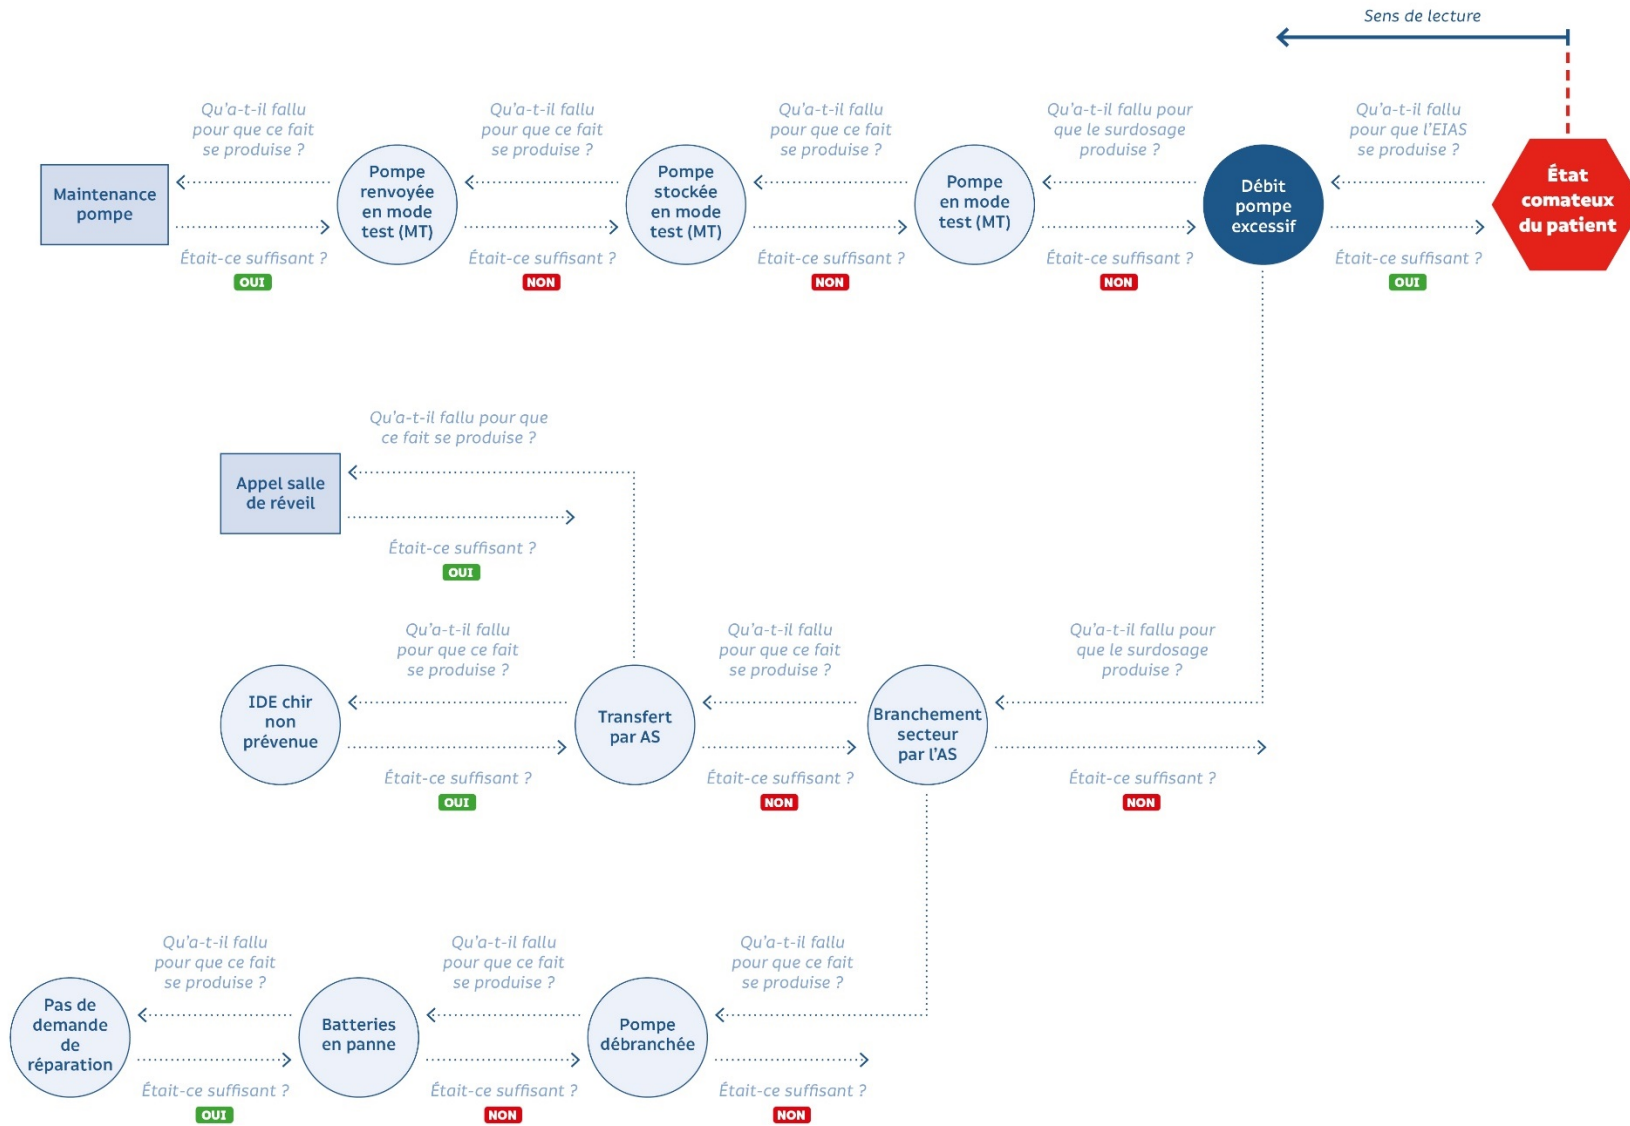 Sens de lecture
Qu'a-t-il fallu
pour que ce fait
se produise ?
Qu'a-t-il fallu
pour que ce fait
se produise ?
Qu'a-t-il fallu
pour que ce fait
se produise ?
Qu'a-t-il fallu pour
que le surdosage
produise ?
Qu'a-t-il fallu
pour que l'EIAS
se produise ?
Maintenance
pompe
Pompe
renvoyée
en mode
test (MT)
Pompe
stockée
en mode
test (MT)
Pompe
en mode
test (MT)
Débit
pompe
excessif
État
comateux
du patient
Était-ce suffisant ?
OUI
Était-ce suffisant ?
NON
Était-ce suffisant ?
NON
Était-ce suffisant ?
NON
Était-ce suffisant ?
OUI
Qu'a-t-il fallu pour que
ce fait se produise ?
Appel salle
de réveil
Était-ce suffisant ?
OUI
Qu'a-t-il fallu
pour que ce fait
se produise ?
Qu'a-t-il fallu
pour que ce fait
se produise ?
Qu'a-t-il fallu pour
que le surdosage
produise ?
IDE chir
non
prévenue
Transfert
par AS
Branchement
secteur
par l'AS
Était-ce suffisant ?
OUI
Était-ce suffisant ?
NON
Était-ce suffisant ?
NON
Qu'a-t-il fallu
pour que ce fait
se produise ?
Qu'a-t-il fallu
pour que ce fait
se produise ?
Qu'a-t-il fallu
pour que ce fait
se produise ?
Pas de
demande
de
réparation
Batteries
en panne
Pompe
débranchée
Était-ce suffisant ?
OUI
Était-ce suffisant ?
NON
Était-ce suffisant ?
NON